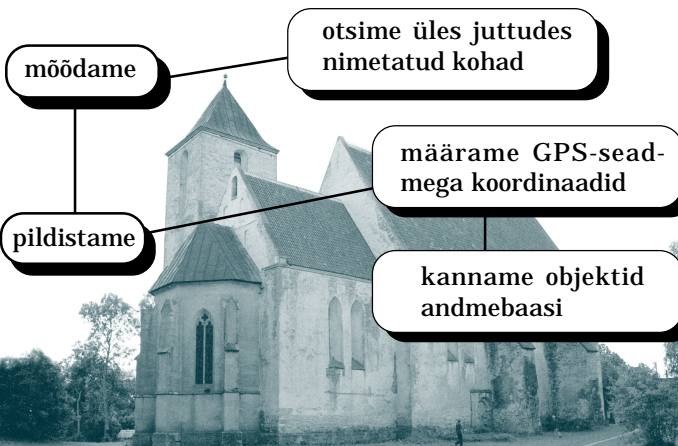 otsime üles juttudes
nimetatud kohad
mõõdame
määrame GPS-sead-
mega koordinaadid
pildistame
kanname objektid
andmebaasi